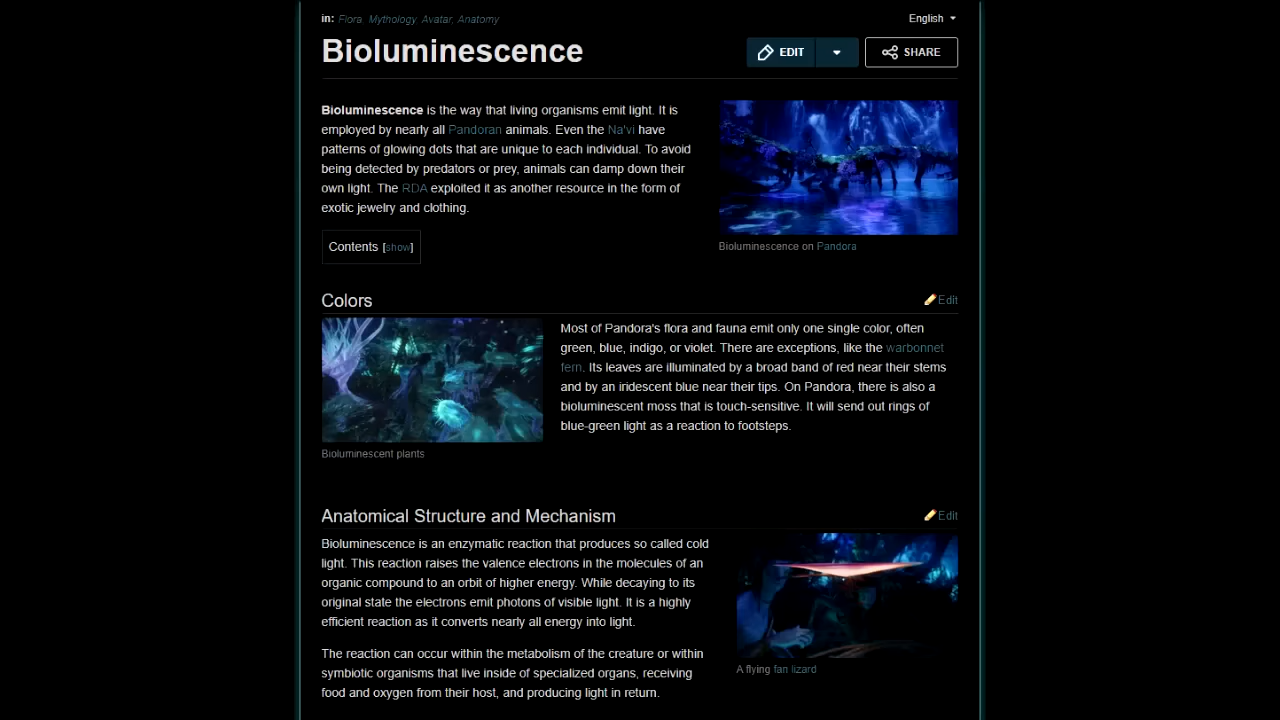 in: Flora, Mythology, Avatar, Anatomy
English
Bioluminescence
EDIT
SHARE
Bioluminescence is the way that living organisms emit light. It is
employed by nearly all Pandoran animals. Even the Na'vi have
patterns of glowing dots that are unique to each individual. To avoid
being detected by predators or prey, animals can damp down their
own light. The RDA exploited it as another resource in the form of
exotic jewelry and clothing.
Bioluminescence on Pandora
Contents [show]
Colors
Edit
Most of Pandora's flora and fauna emit only one single color, often
green, blue, indigo, or violet. There are exceptions, like the warbonnet
fern. Its leaves are illuminated by a broad band of red near their stems
and by an iridescent blue near their tips. On Pandora, there is also a
bioluminescent moss that is touch-sensitive. It will send out rings of
blue-green light as a reaction to footsteps.
Bioluminescent plants
Anatomical Structure and Mechanism
Edit
Bioluminescence is an enzymatic reaction that produces so called cold
light. This reaction raises the valence electrons in the molecules of an
organic compound to an orbit of higher energy. While decaying to its
original state the electrons emit photons of visible light. It is a highly
efficient reaction as it converts nearly all energy into light.
The reaction can occur within the metabolism of the creature or within
symbiotic organisms that live inside of specialized organs, receiving
food and oxygen from their host, and producing light in return.
A flying fan lizard